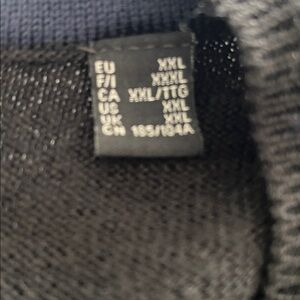 EU XXL
F/I XXXL
CA XXL/TTG
US XXL
UK XXL
CN 185/104A